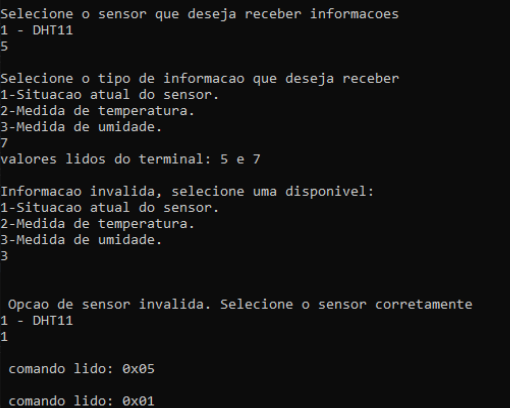 Selecione o sensor que deseja receber informacoes
1 - DHT11
5
Selecione o tipo de informacao que deseja receber
1-Situacao atual do sensor.
2-Medida de temperatura.
3-Medida de umidade.
7
valores lidos do terminal: 5 e 7
Informacao invalida, selecione uma disponivel:
1-Situacao atual do sensor.
2-Medida de temperatura.
3-Medida de umidade.
3
Opcao de sensor invalida. Selecione o sensor corretamente
1 - DHT11
1
comando lido: 0x05
comando lido: 0x01